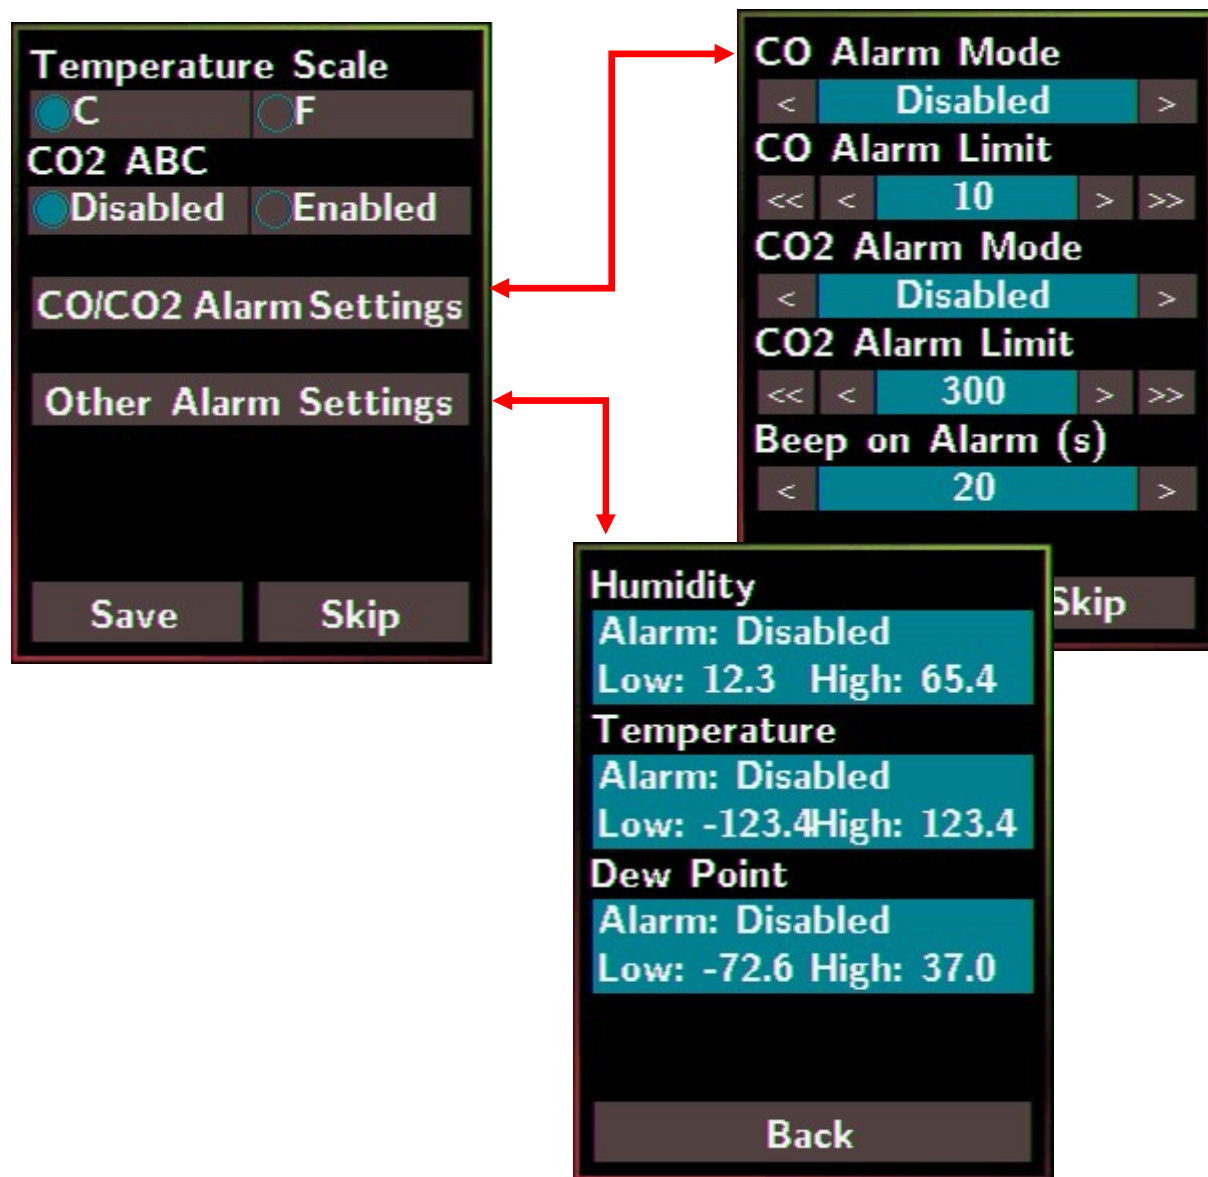 Temperature Scale
C F
CO2 ABC
Disabled Enabled
CO/CO2 Alarm Settings
Other Alarm Settings
Save Skip
CO Alarm Mode
< Disabled >
CO Alarm Limit
<< < 10 > >>
CO2 Alarm Mode
< Disabled >
CO2 Alarm Limit
<< < 300 > >>
Beep on Alarm (s)
< 20 >
Skip
Humidity
Alarm: Disabled
Low: 12.3 High: 65.4
Temperature
Alarm: Disabled
Low: -123.4 High: 123.4
Dew Point
Alarm: Disabled
Low: -72.6 High: 37.0
Back